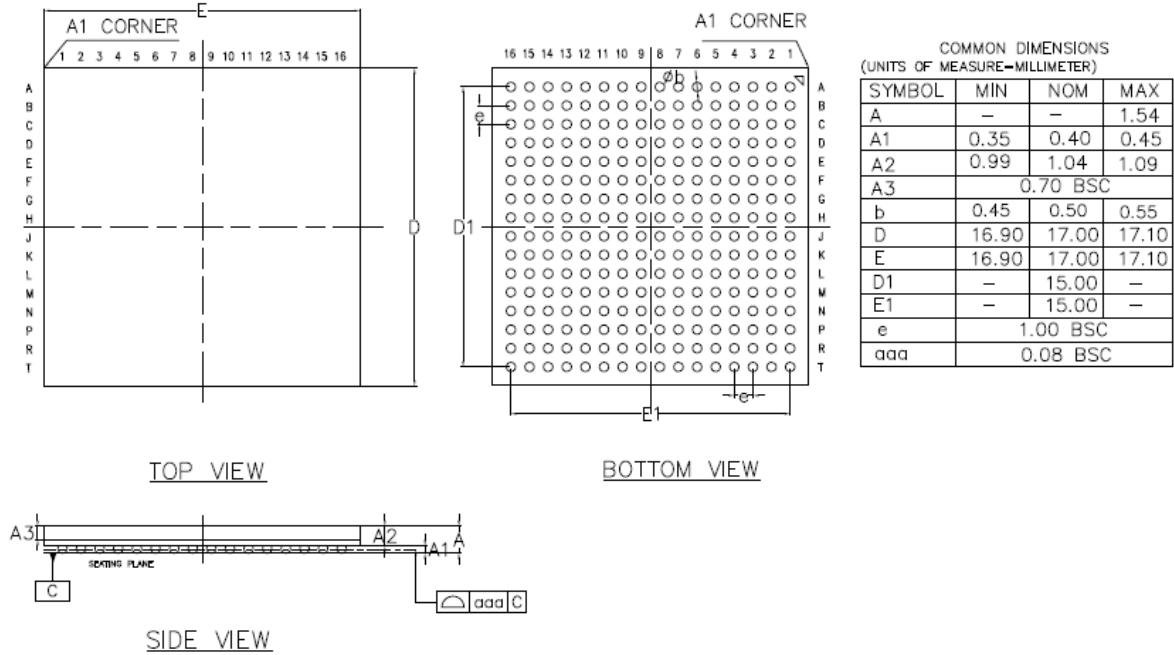 E
A1 CORNER
1 2 3 4 5 6 7 8 9 10 11 12 13 14 15 16
A
B
C
D
E
F
G
H
J
K
L
M
N
P
R
T
D
TOP VIEW
A1 CORNER
16 15 14 13 12 11 10 9 8 7 6 5 4 3 2 1
Øb
e
D1
A
B
C
D
E
F
G
H
J
K
L
M
N
P
R
T
e
E1
BOTTOM VIEW
COMMON DIMENSIONS
(UNITS OF MEASURE-MILLIMETER)
SYMBOL MIN NOM MAX
A – – 1.54
A1 0.35 0.40 0.45
A2 0.99 1.04 1.09
A3 0.70 BSC
b 0.45 0.50 0.55
D 16.90 17.00 17.10
E 16.90 17.00 17.10
D1 – 15.00 –
E1 – 15.00 –
e 1.00 BSC
aaa 0.08 BSC
A3 A2 A1 A
SEATING PLANE
C
aaa C
SIDE VIEW